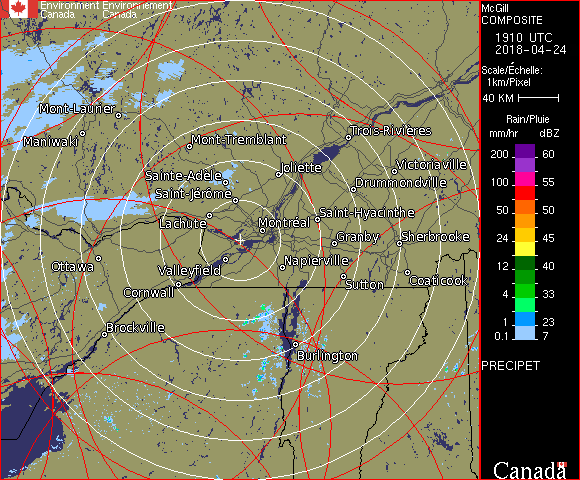 Environment Environnement
Canada Canada
McGill
COMPOSITE
1910 UTC
2018-04-24
Scale/Échelle:
1km/Pixel
40 KM
Rain/Pluie
mm/hr dBZ
200 60
55
100 55
50 50
24 45
12 40
4 33
1 23
0.1 7
PRECIPET
Canada
Mont-Laurier
Maniwaki
Mont-Tremblant
Trois-Rivières
Victoriaville
Joliette
Sainte-Adèle
Drummondville
Saint-Jérôme
Saint-Hyacinthe
Lachute
Montréal
Granby
Sherbrooke
Ottawa
Valleyfield
Napierville
Cornwall
Sutton
Coaticook
Brockville
Burlington